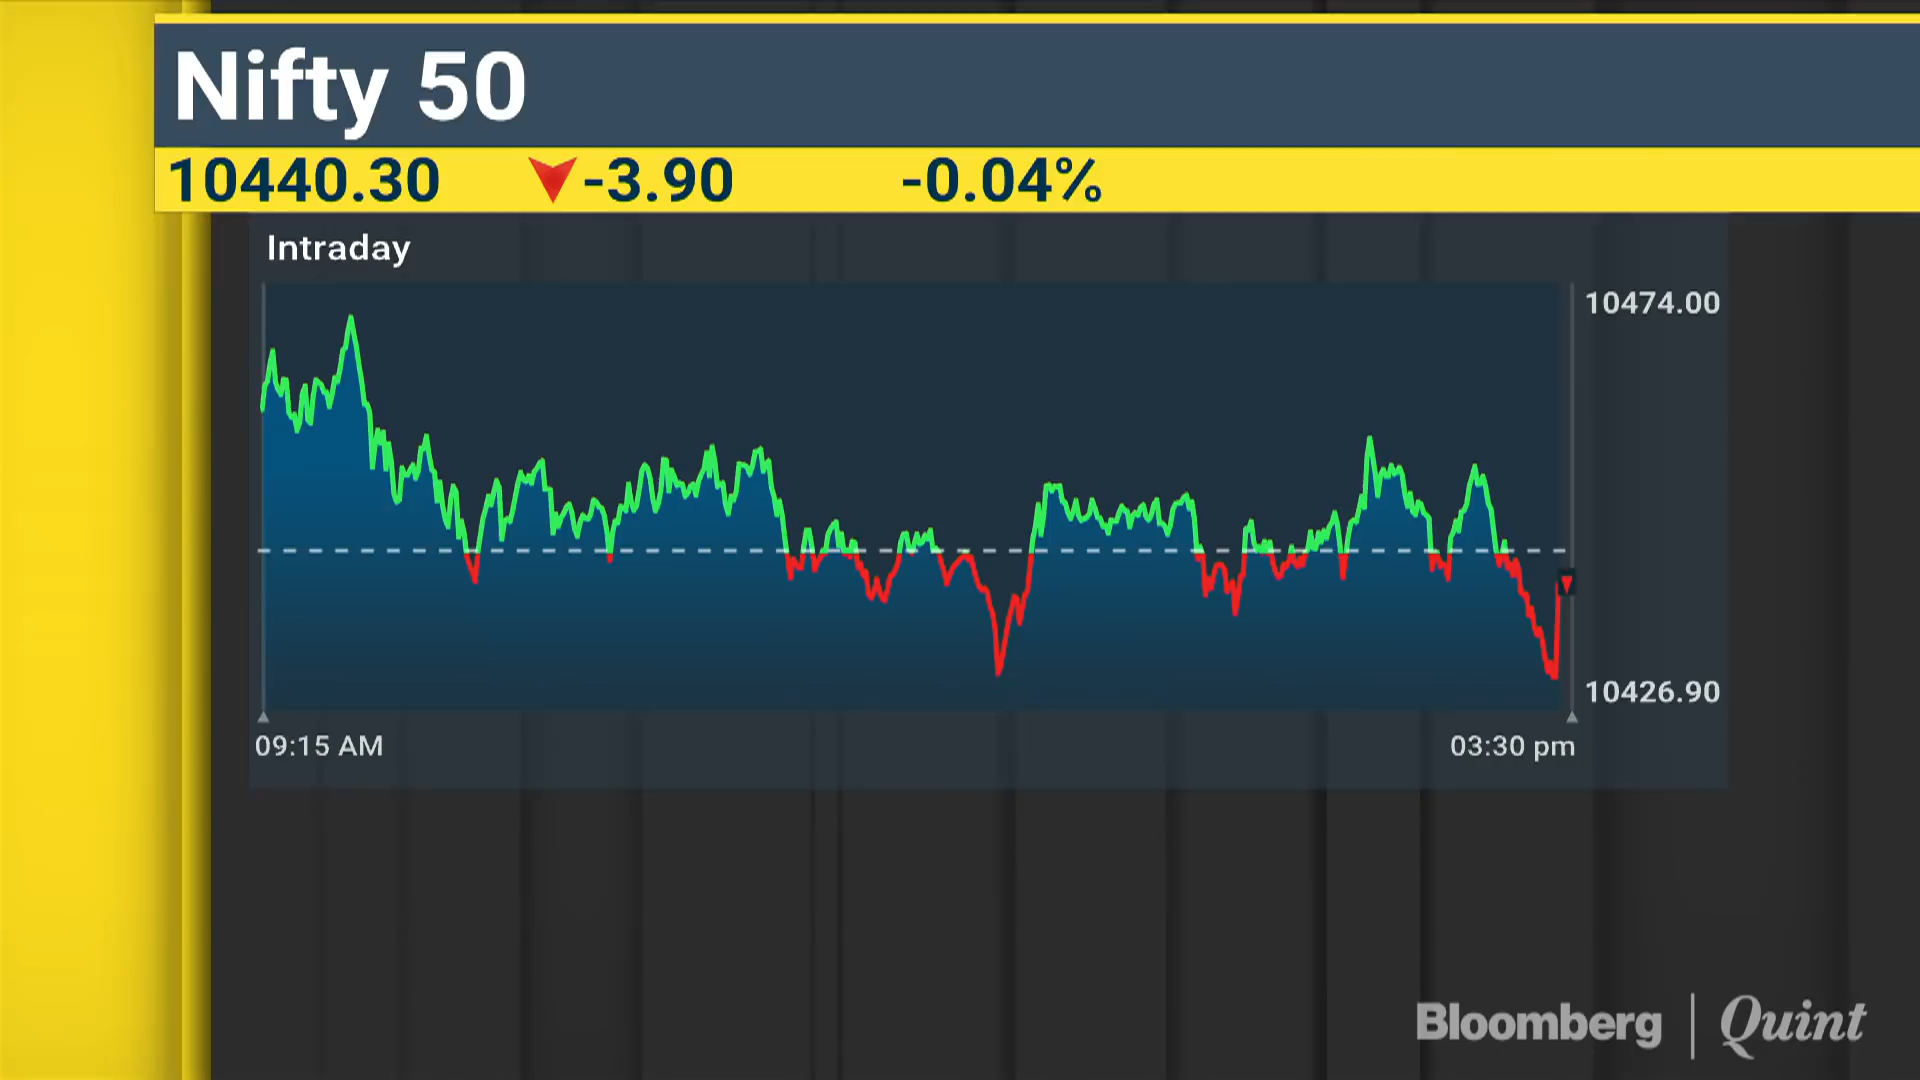 Nifty 50
10440.30 -3.90 -0.04%
Intraday
10474.00
10426.90
09:15 AM 03:30 pm
Bloomberg | Quint